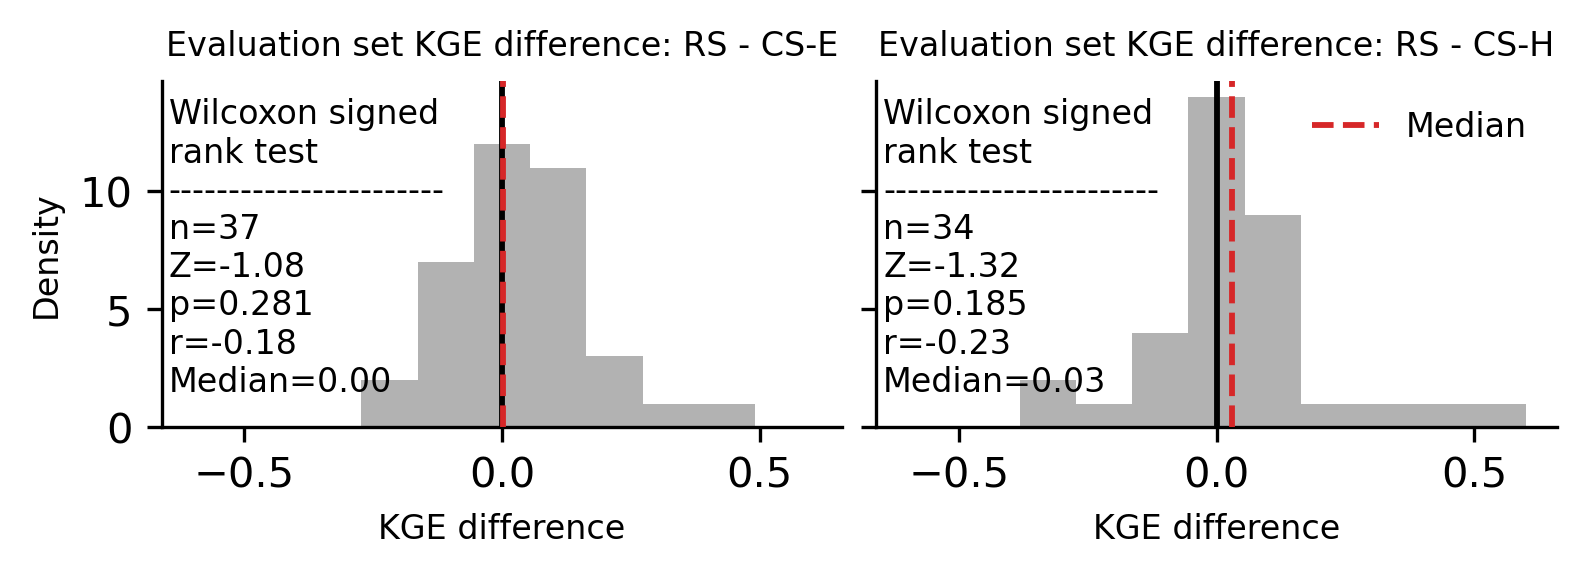 Evaluation set KGE difference: RS - CS-E
Wilcoxon signed
rank test
-----------------------
n=37
Z=-1.08
p=0.281
r=-0.18
Median=0.00
Density
10
5
0
−0.5
0.0
0.5
KGE difference
Evaluation set KGE difference: RS - CS-H
Wilcoxon signed
rank test
-----------------------
n=34
Z=-1.32
p=0.185
r=-0.23
Median=0.03
Median
−0.5
0.0
0.5
KGE difference